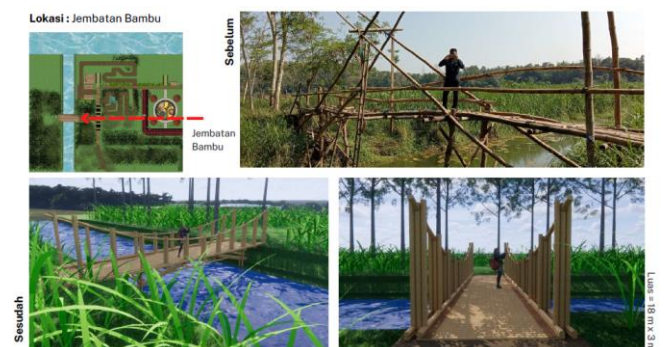 Lokasi : Jembatan Bambu
Sebelum
Jembatan
Bambu
Sesudah
Luas = 18 m x 3 m